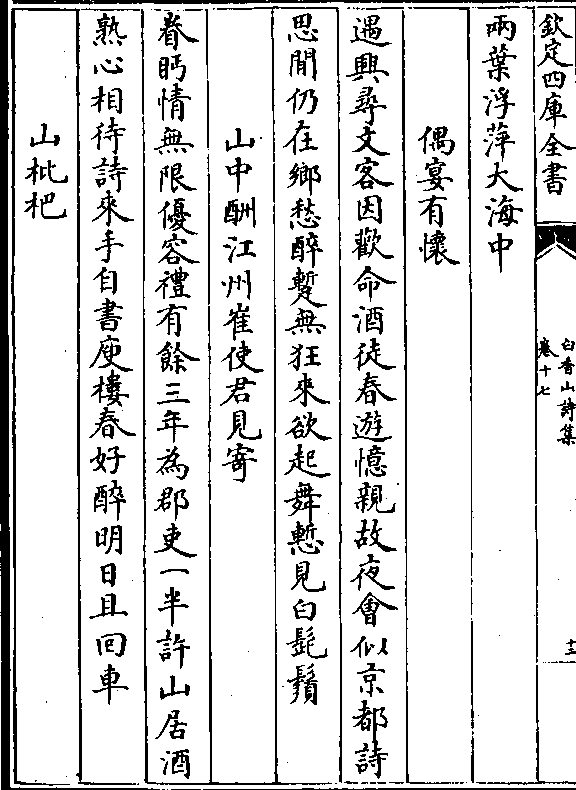 欽定四庫全書
白香山詩集
卷十七
十三
兩葉浮萍大海中
偶宴有懷
遇興尋文客因歡命酒徒春遊憶親故夜會似京都詩
思閒仍在鄉愁醉蹔無狂來欲起舞慙見白髭鬚
山中酬江州崔使君見寄
眷眄情無限優容禮有餘三年為郡吏一半許山居酒
熟心相待詩來手自書庾樓春好醉明日且回車
山枇杷